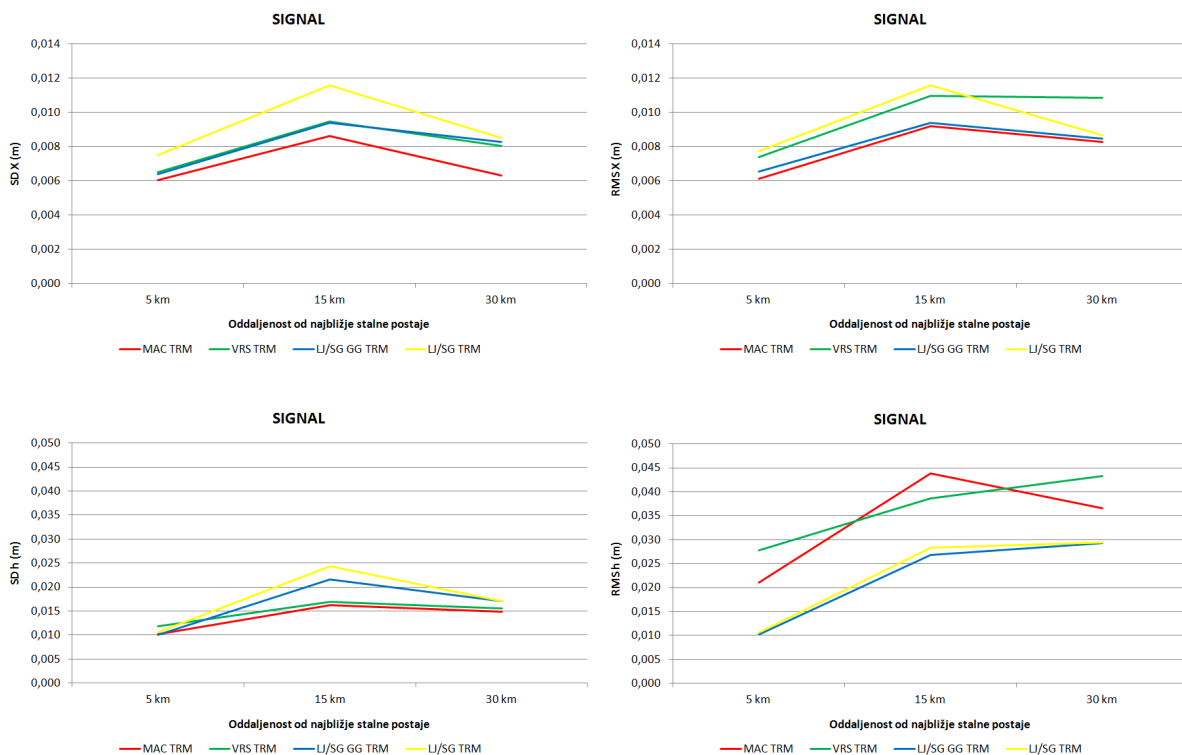 SIGNAL
0,014
0,012
0,010
0,008
0,006
0,004
0,002
0,000
SD X (m)
5 km 15 km 30 km
Oddaljenost od najbližje stalne postaje
MAC TRM VRS TRM LJ/SG GG TRM LJ/SG TRM
SIGNAL
0,014
0,012
0,010
0,008
0,006
0,004
0,002
0,000
RMS X (m)
5 km 15 km 30 km
Oddaljenost od najbližje stalne postaje
MAC TRM VRS TRM LJ/SG GG TRM LJ/SG TRM
SIGNAL
0,050
0,045
0,040
0,035
0,030
0,025
0,020
0,015
0,010
0,005
0,000
SD h (m)
5 km 15 km 30 km
Oddaljenost od najbližje stalne postaje
MAC TRM VRS TRM LJ/SG GG TRM LJ/SG TRM
SIGNAL
0,050
0,045
0,040
0,035
0,030
0,025
0,020
0,015
0,010
0,005
0,000
RMS h (m)
5 km 15 km 30 km
Oddaljenost od najbližje stalne postaje
MAC TRM VRS TRM LJ/SG GG TRM LJ/SG TRM